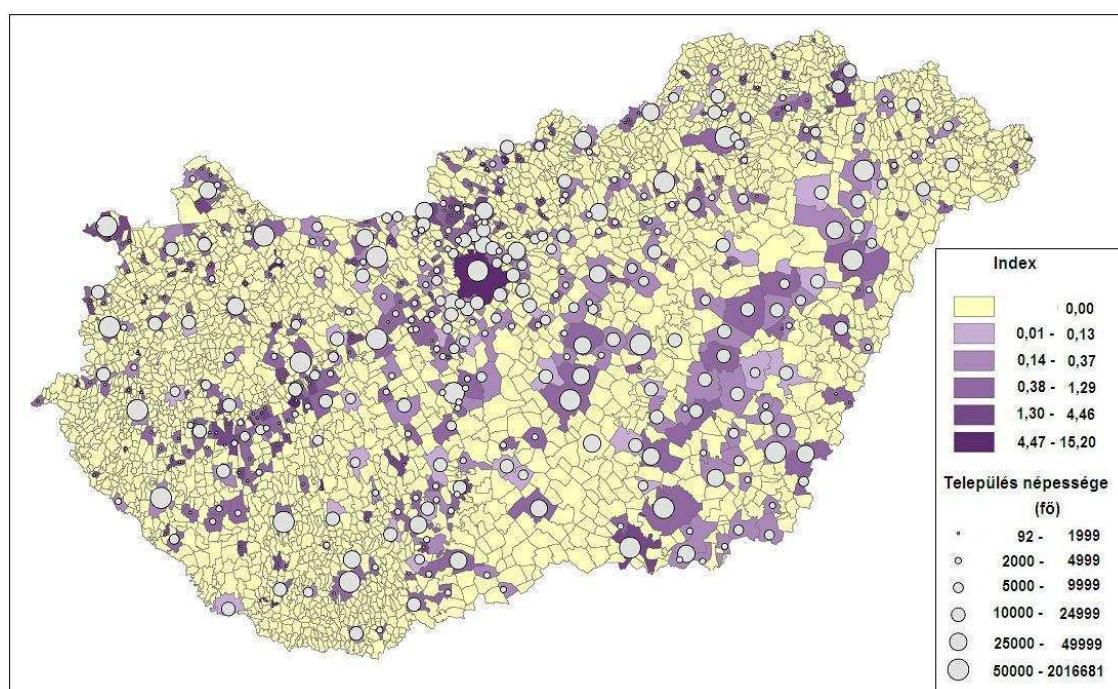 Index
0,00
0,01 - 0,13
0,14 - 0,37
0,38 - 1,29
1,30 - 4,46
4,47 - 15,20
Település népessége
(fő)
92 - 1999
2000 - 4999
5000 - 9999
10000 - 24999
25000 - 49999
50000 - 2016681